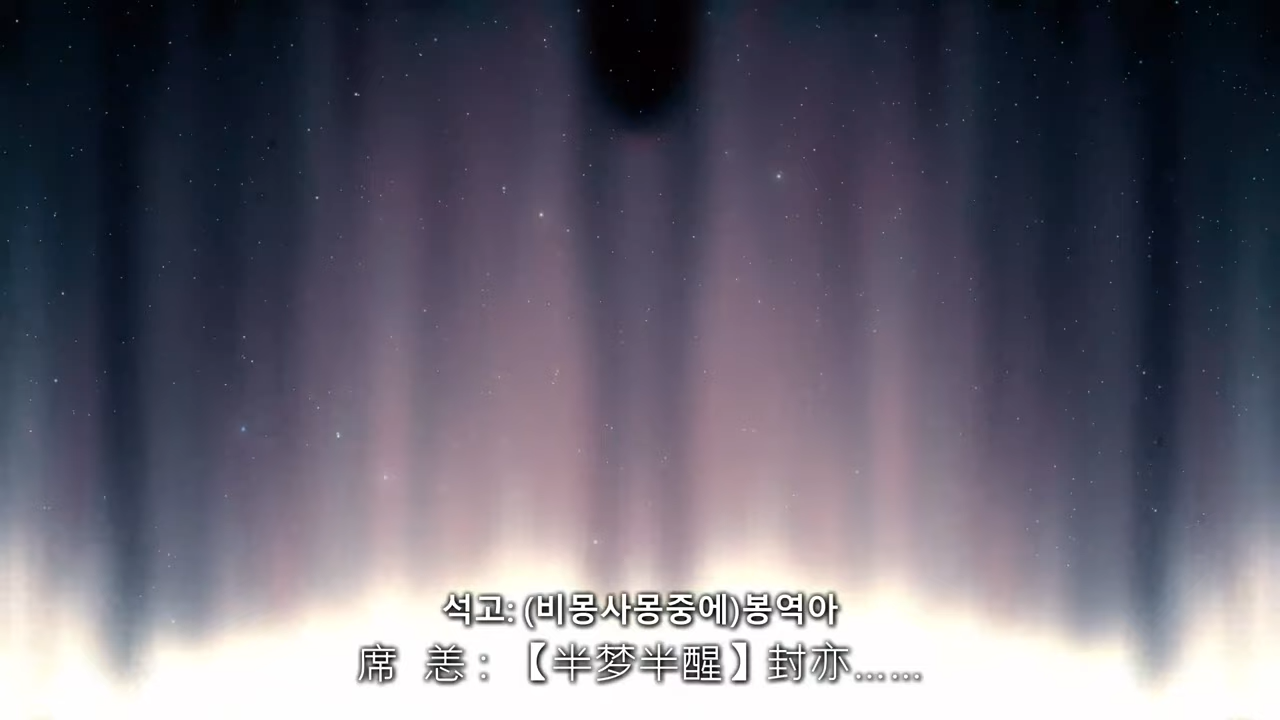 석고: (비몽사몽중에)봉역아
席 恙：【半梦半醒】封亦……